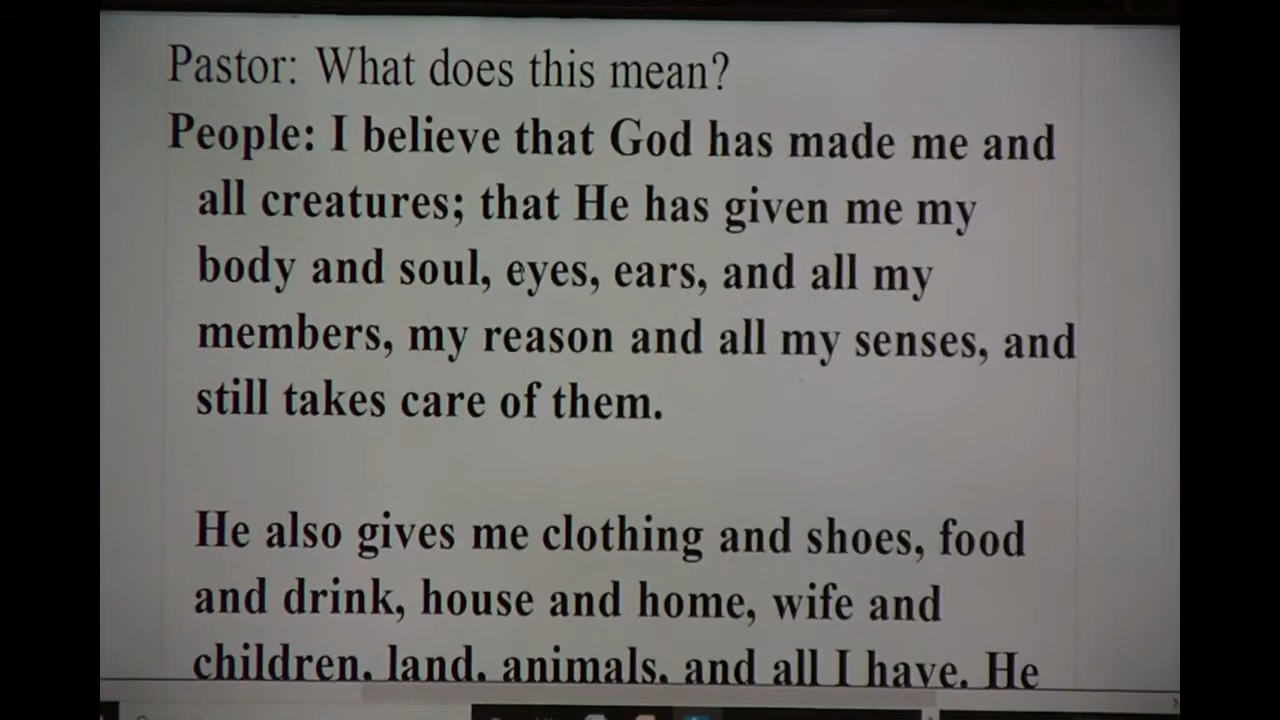 Pastor: What does this mean?
People: I believe that God has made me and
all creatures; that He has given me my
body and soul, eyes, ears, and all my
members, my reason and all my senses, and
still takes care of them.
He also gives me clothing and shoes, food
and drink, house and home, wife and
children, land, animals, and all I have. He